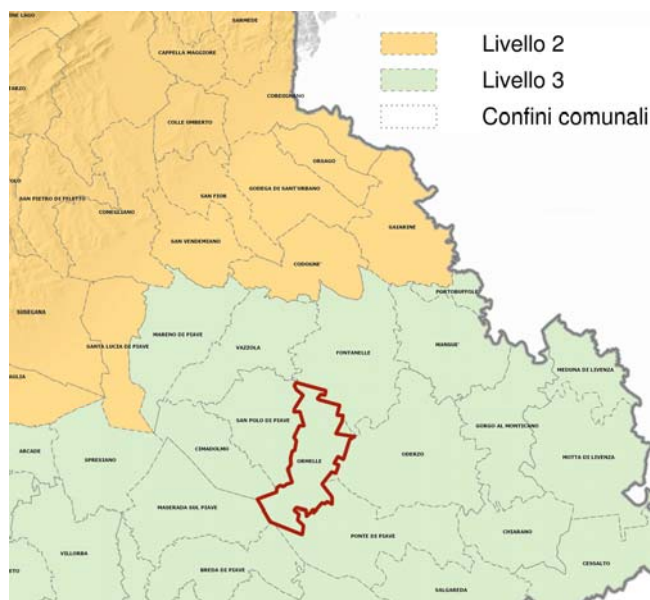 ONE LAGO
SARMEDE
Livello 2
CAPPELLA MAGGIORE
Livello 3
TARZO
CORDIGNANO
Confini comunali
COLLE UMBERTO
ORSAGO
SAN PIETRO DI FELETTO
SAN FIOR
GODEGA DI SANT'URBANO
CONEGLIANO
GAIARINE
SAN VENDEMIANO
CODOGNE'
PORTOBUFFOLE'
SUSEGANA
MARENO DI PIAVE
SANTA LUCIA DI PIAVE
VAZZOLA
FONTANELLE
MANSUE'
MEDUNA DI LIVENZA
SAN POLO DI PIAVE
GORGO AL MONTICANO
ARCADE
SPRESIANO
CIMADOLMO
ORMELLE
ODERZO
MOTTA DI LIVENZA
MASERADA SUL PIAVE
CHIARANO
PONTE DI PIAVE
VILLORBA
CESSALTO
BREDA DI PIAVE
SALGAREDA